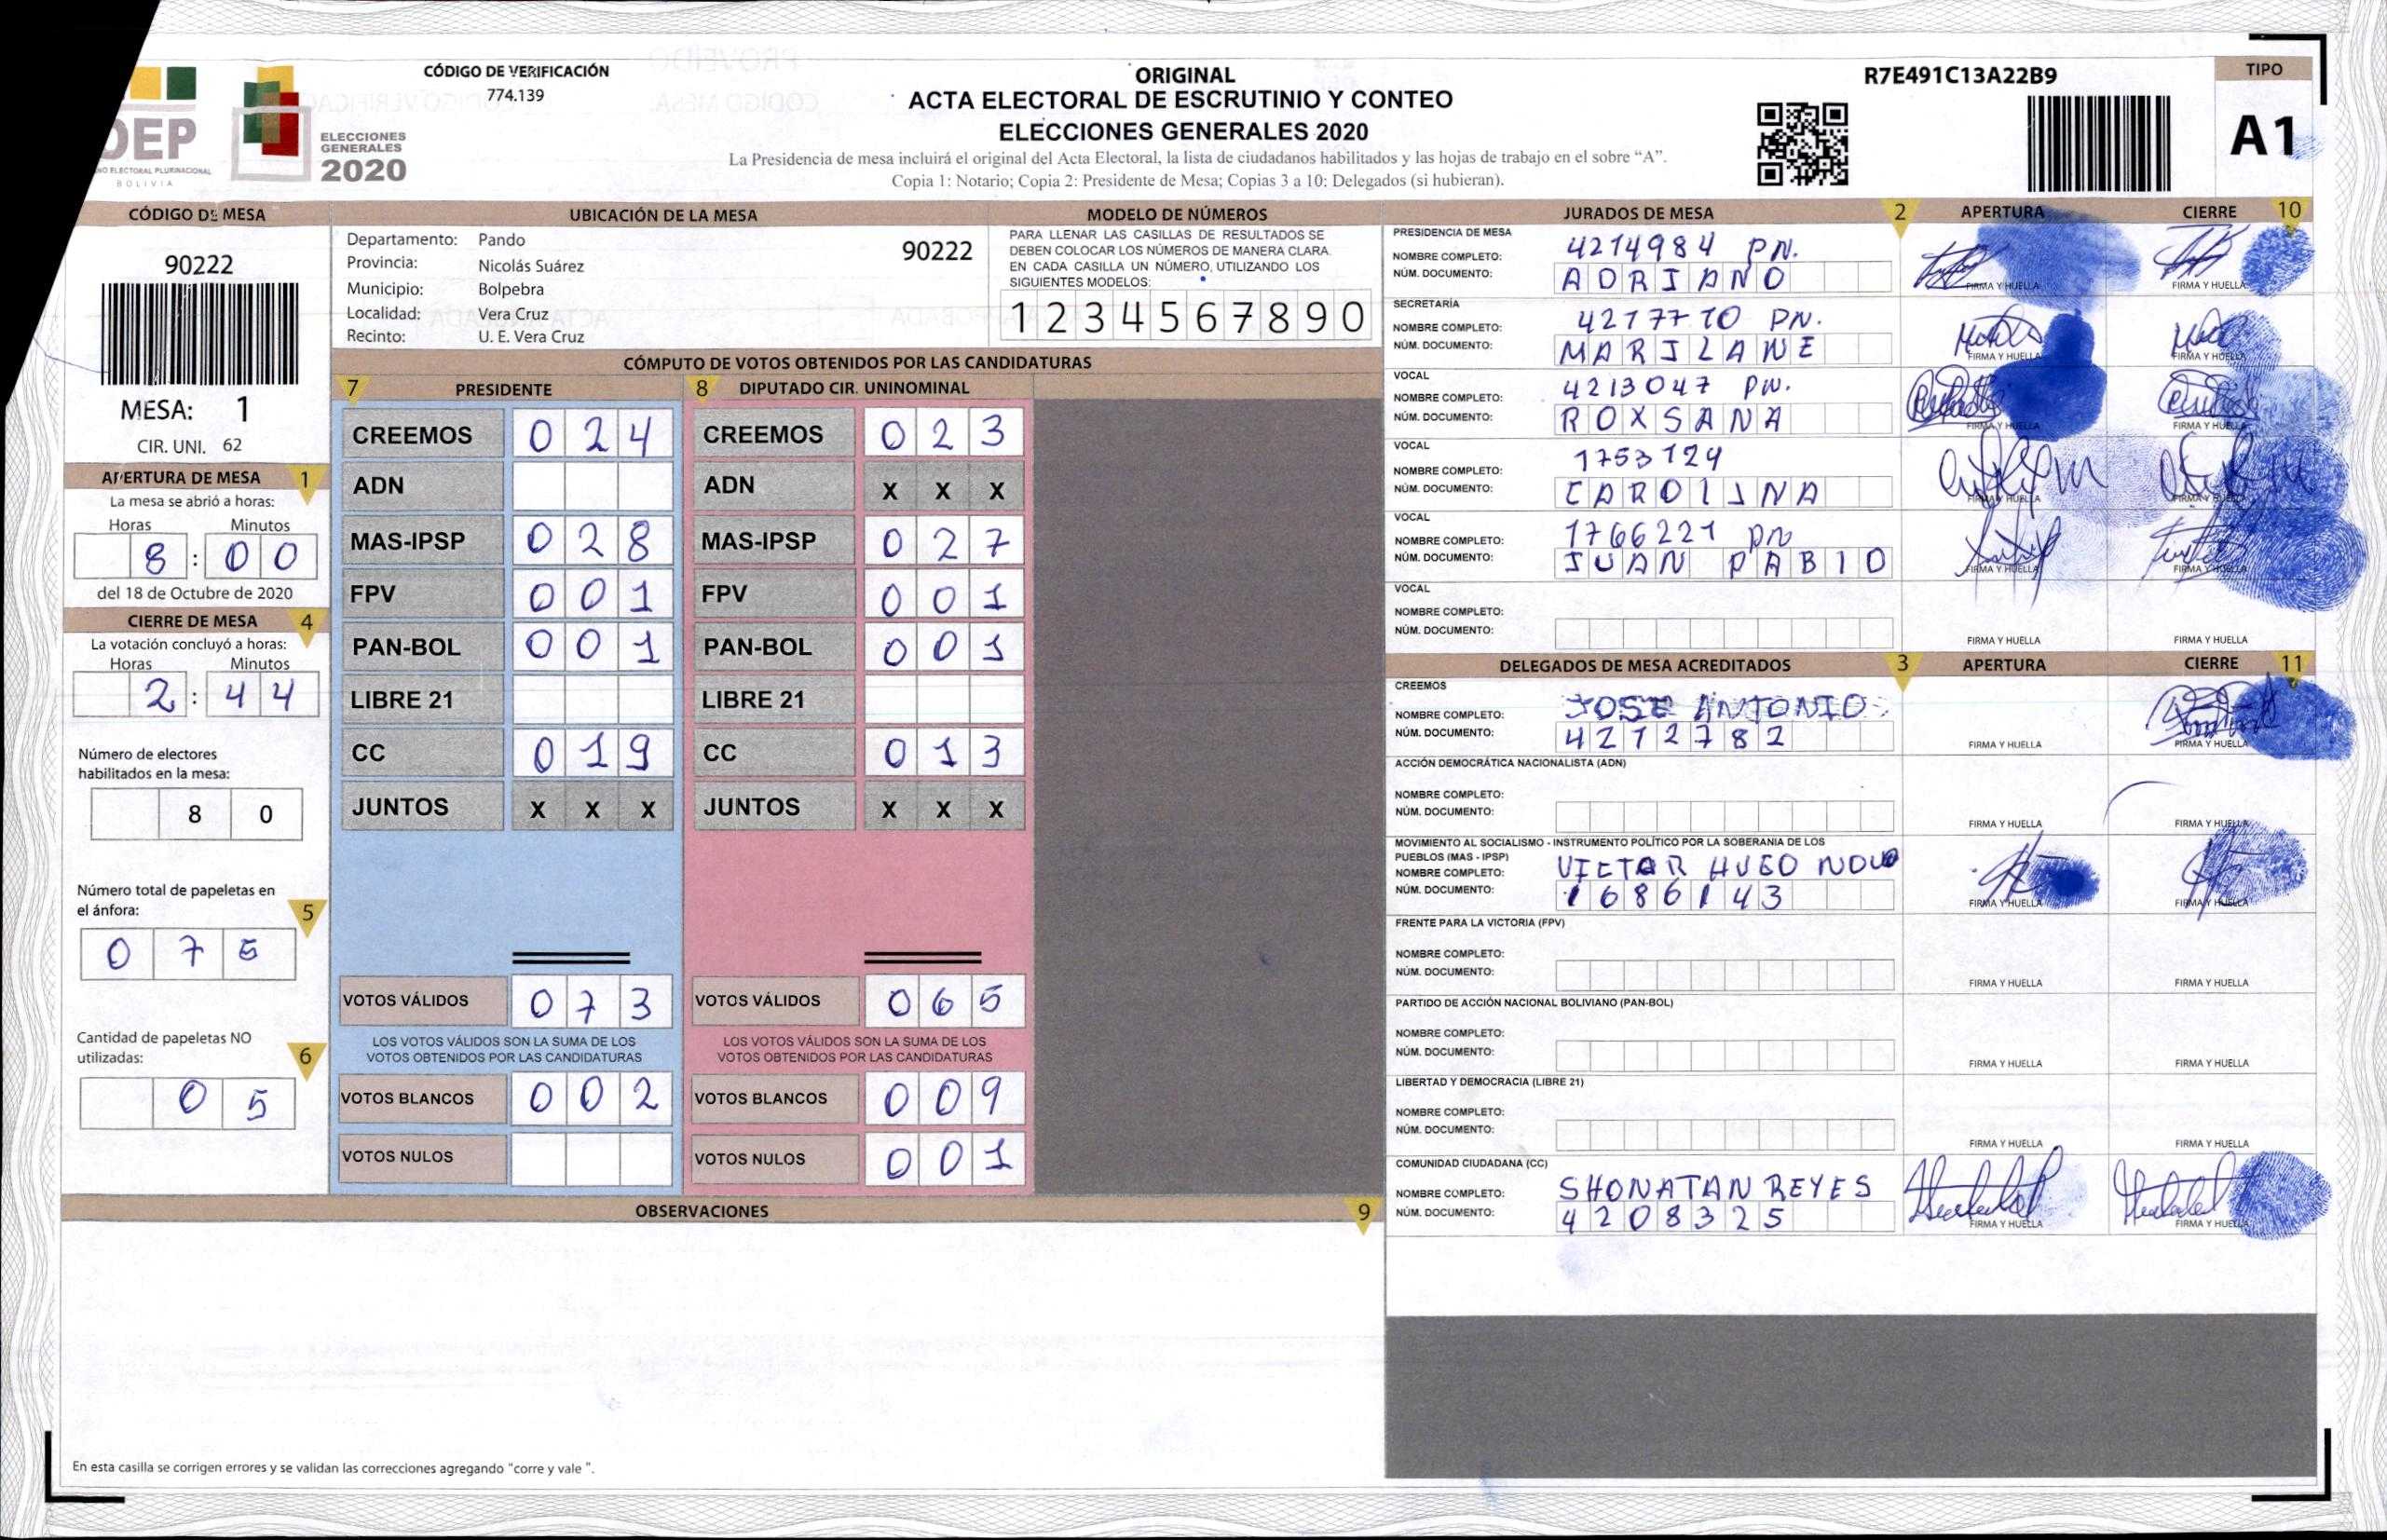 OEP
NO ELECTORAL PLURINACIONAL
BOLIVIA
ELECCIONES
GENERALES
2020
CÓDIGO DE VERIFICACIÓN
774.139
ORIGINAL
ACTA ELECTORAL DE ESCRUTINIO Y CONTEO
ELECCIONES GENERALES 2020
La Presidencia de mesa incluirá el original del Acta Electoral, la lista de ciudadanos habilitados y las hojas de trabajo en el sobre “A”.
Copia 1: Notario; Copia 2: Presidente de Mesa; Copias 3 a 10: Delegados (si hubieran).
R7E491C13A22B9
TIPO
A1
CÓDIGO DE MESA
90222
MESA: 1
CIR. UNI. 62
APERTURA DE MESA 1
La mesa se abrió a horas:
Horas Minutos
8 : 0 0
del 18 de Octubre de 2020
CIERRE DE MESA 4
La votación concluyó a horas:
Horas Minutos
2 : 4 4
Número de electores
habilitados en la mesa:
8 0
Número total de papeletas en
el ánfora: 5
0 7 5
Cantidad de papeletas NO
utilizadas: 6
0 5
UBICACIÓN DE LA MESA
Departamento: Pando
Provincia: Nicolás Suárez
Municipio: Bolpebra
Localidad: Vera Cruz
Recinto: U. E. Vera Cruz
90222
MODELO DE NÚMEROS
PARA LLENAR LAS CASILLAS DE RESULTADOS SE
DEBEN COLOCAR LOS NÚMEROS DE MANERA CLARA.
EN CADA CASILLA UN NÚMERO, UTILIZANDO LOS
SIGUIENTES MODELOS:
1 2 3 4 5 6 7 8 9 0
CÓMPUTO DE VOTOS OBTENIDOS POR LAS CANDIDATURAS
7 PRESIDENTE
CREEMOS 0 2 4
ADN
MAS-IPSP 0 2 8
FPV 0 0 1
PAN-BOL 0 0 1
LIBRE 21
CC 0 1 9
JUNTOS X X X
VOTOS VÁLIDOS 0 7 3
LOS VOTOS VÁLIDOS SON LA SUMA DE LOS
VOTOS OBTENIDOS POR LAS CANDIDATURAS
VOTOS BLANCOS 0 0 2
VOTOS NULOS
8 DIPUTADO CIR. UNINOMINAL
CREEMOS 0 2 3
ADN X X X
MAS-IPSP 0 2 7
FPV 0 0 1
PAN-BOL 0 0 1
LIBRE 21
CC 0 1 3
JUNTOS X X X
VOTOS VÁLIDOS 0 6 5
LOS VOTOS VÁLIDOS SON LA SUMA DE LOS
VOTOS OBTENIDOS POR LAS CANDIDATURAS
VOTOS BLANCOS 0 0 9
VOTOS NULOS 0 0 1
OBSERVACIONES 9
En esta casilla se corrigen errores y se validan las correcciones agregando "corre y vale ".
JURADOS DE MESA 2 APERTURA CIERRE 10
PRESIDENCIA DE MESA
NOMBRE COMPLETO: 4214984 PN.
NÚM. DOCUMENTO: ADRIANO
FIRMA Y HUELLA FIRMA Y HUELLA
SECRETARÍA
NOMBRE COMPLETO: 4217770 PN.
NÚM. DOCUMENTO: MARILANE
FIRMA Y HUELLA FIRMA Y HUELLA
VOCAL
NOMBRE COMPLETO: 4213047 PN.
NÚM. DOCUMENTO: ROXSANA
FIRMA Y HUELLA FIRMA Y HUELLA
VOCAL
NOMBRE COMPLETO: 1753124
NÚM. DOCUMENTO: CAROLINA
FIRMA Y HUELLA FIRMA Y HUELLA
VOCAL
NOMBRE COMPLETO: 1766221 PN
NÚM. DOCUMENTO: JUAN PABlO
FIRMA Y HUELLA FIRMA Y HUELLA
VOCAL
NOMBRE COMPLETO:
NÚM. DOCUMENTO:
FIRMA Y HUELLA FIRMA Y HUELLA
DELEGADOS DE MESA ACREDITADOS 3 APERTURA CIERRE 11
CREEMOS
NOMBRE COMPLETO: JOSE ANTONIO
NÚM. DOCUMENTO: 4212782
FIRMA Y HUELLA FIRMA Y HUELLA
ACCIÓN DEMOCRÁTICA NACIONALISTA (ADN)
NOMBRE COMPLETO:
NÚM. DOCUMENTO:
FIRMA Y HUELLA FIRMA Y HUELLA
MOVIMIENTO AL SOCIALISMO - INSTRUMENTO POLÍTICO POR LA SOBERANIA DE LOS
PUEBLOS (MAS - IPSP)
NOMBRE COMPLETO: VICTOR HUGO NOVO
NÚM. DOCUMENTO: 1686143
FIRMA Y HUELLA FIRMA Y HUELLA
FRENTE PARA LA VICTORIA (FPV)
NOMBRE COMPLETO:
NÚM. DOCUMENTO:
FIRMA Y HUELLA FIRMA Y HUELLA
PARTIDO DE ACCIÓN NACIONAL BOLIVIANO (PAN-BOL)
NOMBRE COMPLETO:
NÚM. DOCUMENTO:
FIRMA Y HUELLA FIRMA Y HUELLA
LIBERTAD Y DEMOCRACIA (LIBRE 21)
NOMBRE COMPLETO:
NÚM. DOCUMENTO:
FIRMA Y HUELLA FIRMA Y HUELLA
COMUNIDAD CIUDADANA (CC)
NOMBRE COMPLETO: SHONATAN REYES
NÚM. DOCUMENTO: 4208325
FIRMA Y HUELLA FIRMA Y HUELLA